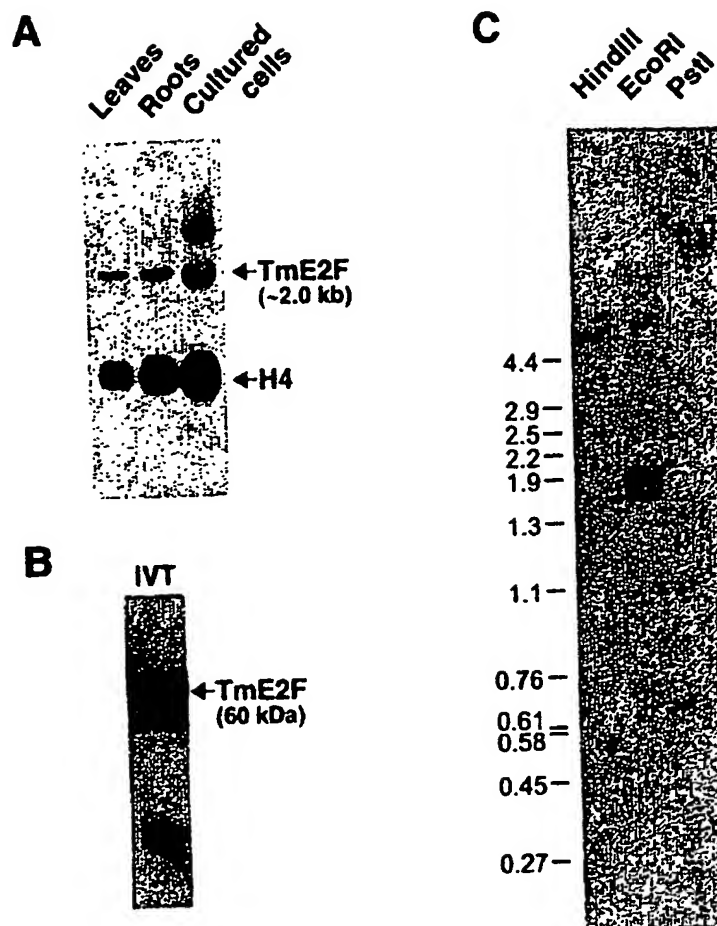 A
Leaves
Roots
Cultured
cells
TmE2F
(~2.0 kb)
H4
B
IVT
TmE2F
(60 kDa)
C
HindIII
EcoRI
PstI
4.4
2.9
2.5
2.2
1.9
1.3
1.1
0.76
0.61
0.58
0.45
0.27